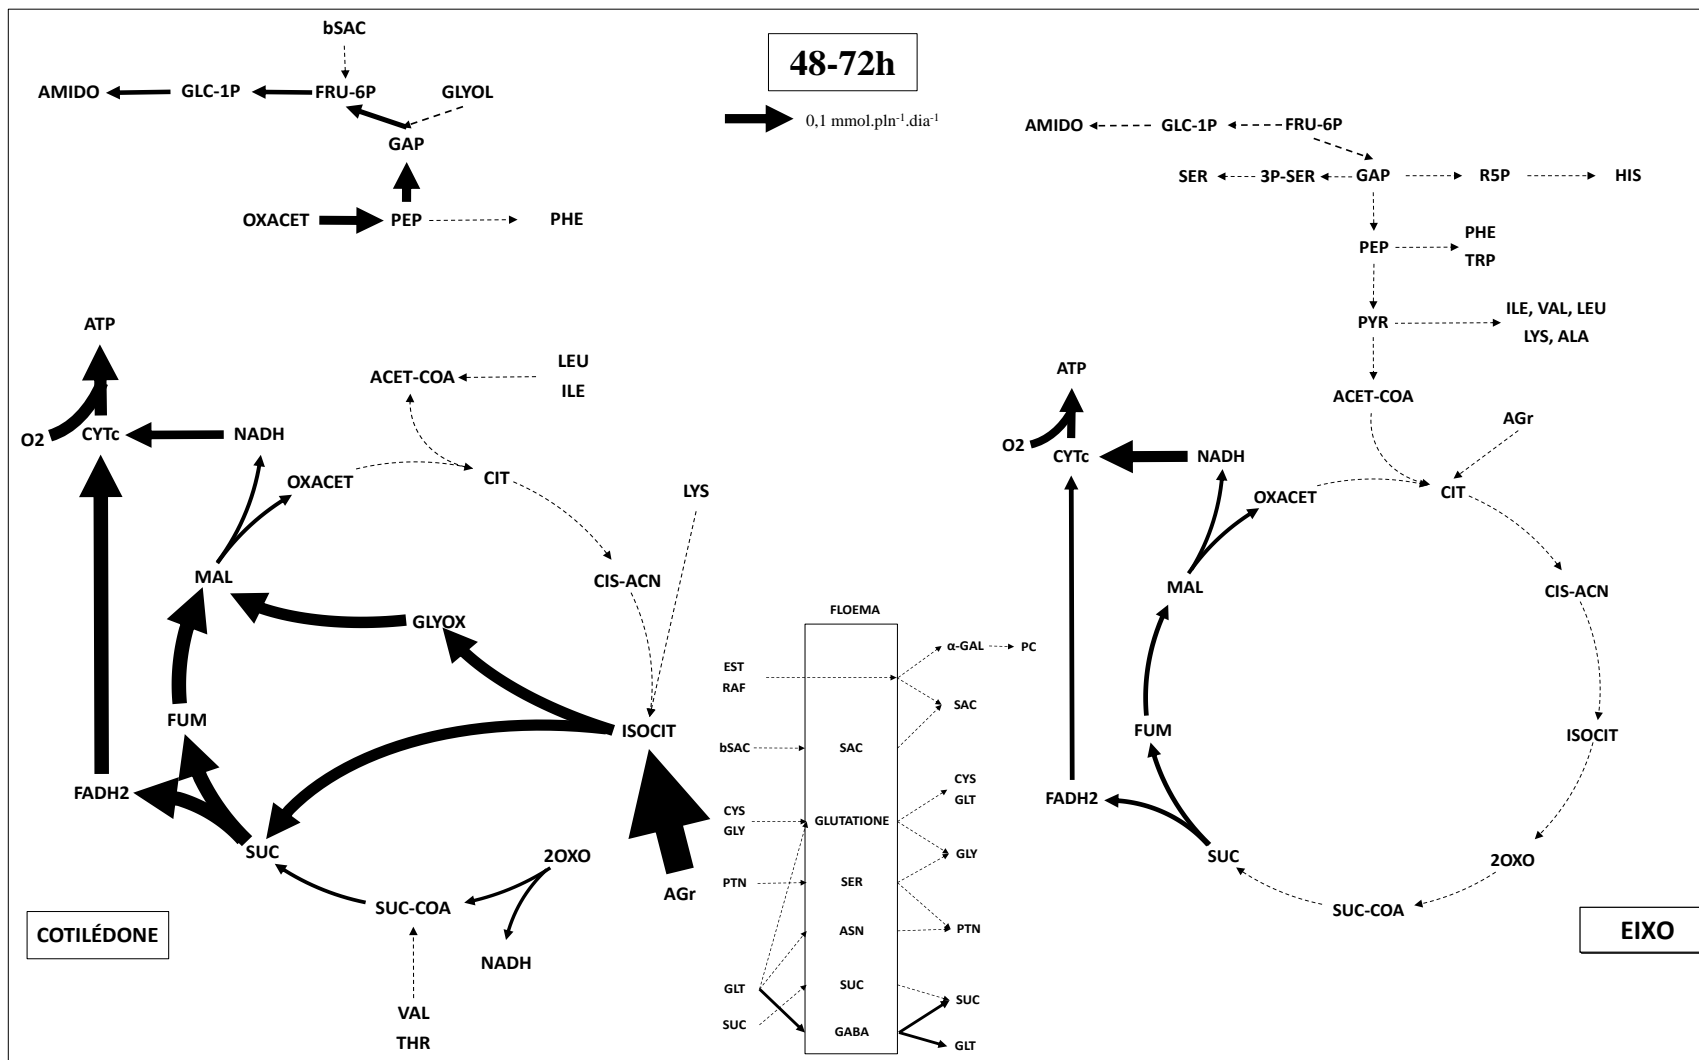 bSAC
AMIDO
GLC-1P
FRU-6P
GLYOL
GAP
OXACET
PEP
PHE
48-72h
0,1 mmol.pln⁻¹.dia⁻¹
ATP
O2
CYTc
NADH
ACET-COA
LEU
ILE
OXACET
CIT
LYS
MAL
CIS-ACN
GLYOX
FUM
ISOCIT
FADH2
SUC
2OXO
AGr
SUC-COA
NADH
VAL
THR
COTILÉDONE
FLOEMA
EST
RAF
α-GAL
PC
SAC
bSAC
SAC
CYS
GLY
GLUTATIONE
CYS
GLT
GLY
PTN
SER
ASN
PTN
GLT
SUC
SUC
SUC
GABA
GLT
AMIDO
GLC-1P
FRU-6P
SER
3P-SER
GAP
R5P
HIS
PEP
PHE
TRP
PYR
ILE, VAL, LEU
LYS, ALA
ATP
ACET-COA
AGr
O2
CYTc
NADH
OXACET
CIT
MAL
CIS-ACN
FUM
ISOCIT
FADH2
SUC
2OXO
SUC-COA
EIXO